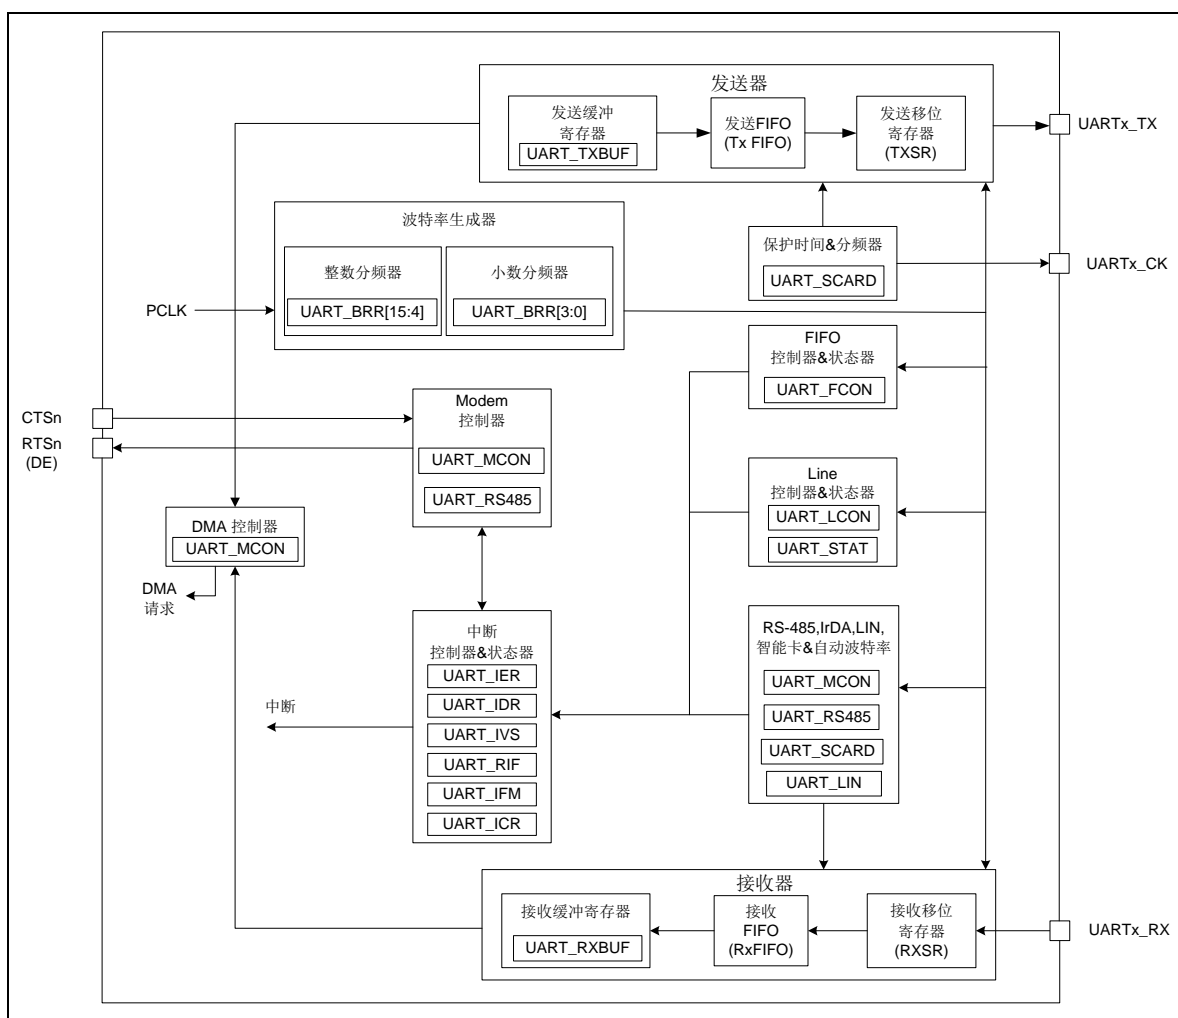 发送器
发送缓冲
寄存器
UART_TXBUF
发送FIFO
(Tx FIFO)
发送移位
寄存器
(TXSR)
UARTx_TX
波特率生成器
整数分频器
UART_BRR[15:4]
小数分频器
UART_BRR[3:0]
PCLK
保护时间&分频器
UART_SCARD
UARTx_CK
FIFO
控制器&状态器
UART_FCON
CTSn
RTSn
(DE)
Modem
控制器
UART_MCON
UART_RS485
Line
控制器&状态器
UART_LCON
UART_STAT
DMA 控制器
UART_MCON
DMA
请求
中断
控制器&状态器
UART_IER
UART_IDR
UART_IVS
UART_RIF
UART_IFM
UART_ICR
中断
RS-485,IrDA,LIN,
智能卡&自动波特率
UART_MCON
UART_RS485
UART_SCARD
UART_LIN
接收器
接收缓冲寄存器
UART_RXBUF
接收
FIFO
(RxFIFO)
接收移位
寄存器
(RXSR)
UARTx_RX